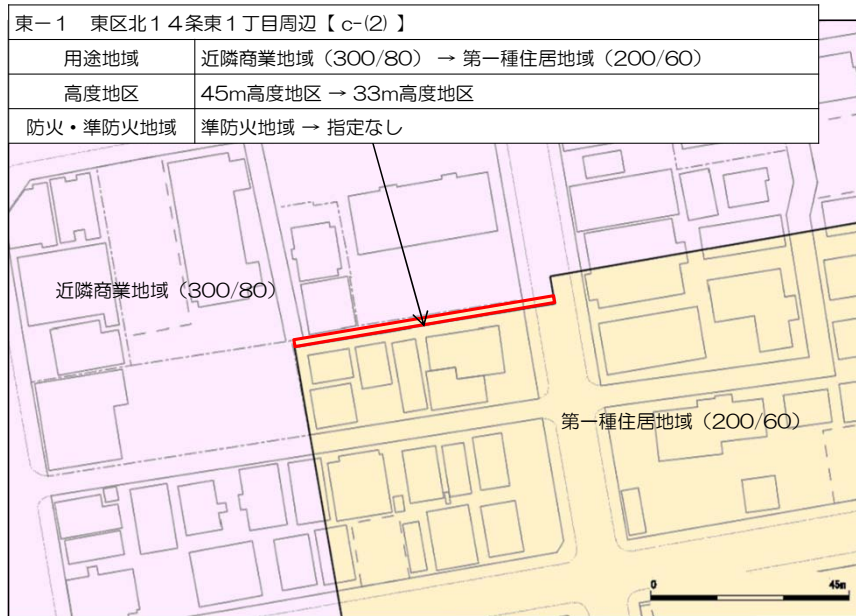 東－１ 東区北１４条東１丁目周辺【 c-(2) 】
用途地域 近隣商業地域（300/80） → 第一種住居地域（200/60）
高度地区 45m高度地区 → 33m高度地区
防火・準防火地域 準防火地域 → 指定なし
近隣商業地域（300/80）
第一種住居地域（200/60）
0 45m